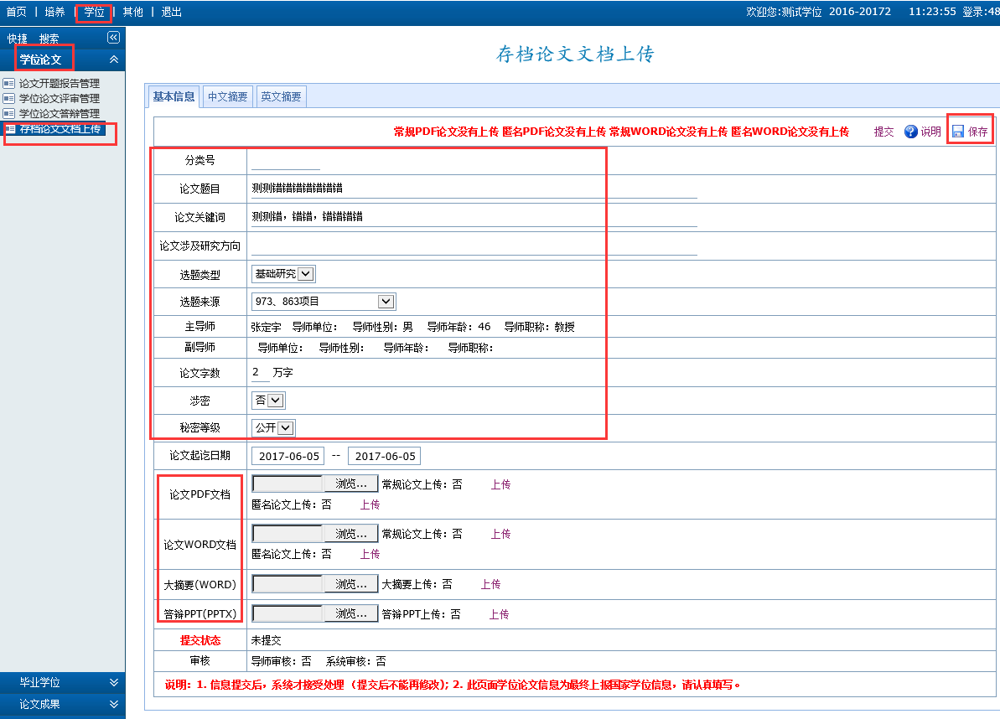 首页 | 培养 | 学位 | 其他 | 退出 欢迎您:测试学位 2016-20172 11:23:55 登录:48
快捷 搜索
学位论文
论文开题报告管理
学位论文评审管理
学位论文答辩管理
存档论文文档上传
毕业学位
论文成果
存档论文文档上传
基本信息 中文摘要 英文摘要
常规PDF论文没有上传 匿名PDF论文没有上传 常规WORD论文没有上传 匿名WORD论文没有上传 提交 说明 保存
分类号
论文题目 测测错错错错错错错
论文关键词 测测错，错错，错错错错
论文涉及研究方向
选题类型 基础研究
选题来源 973、863项目
主导师 张定宇 导师单位： 导师性别：男 导师年龄：46 导师职称：教授
副导师 导师单位： 导师性别： 导师年龄： 导师职称：
论文字数 2 万字
涉密 否
秘密等级 公开
论文起讫日期 2017-06-05 -- 2017-06-05
论文PDF文档 浏览... 常规论文上传：否 上传
匿名论文上传：否 上传
论文WORD文档 浏览... 常规论文上传：否 上传
匿名论文上传：否 上传
大摘要(WORD) 浏览... 大摘要上传：否 上传
答辩PPT(PPTX) 浏览... 答辩PPT上传：否 上传
提交状态 未提交
审核 导师审核：否 系统审核：否
说明：1. 信息提交后，系统才接受处理（提交后不能再修改）；2. 此页面学位论文信息为最终上报国家学位信息，请认真填写。